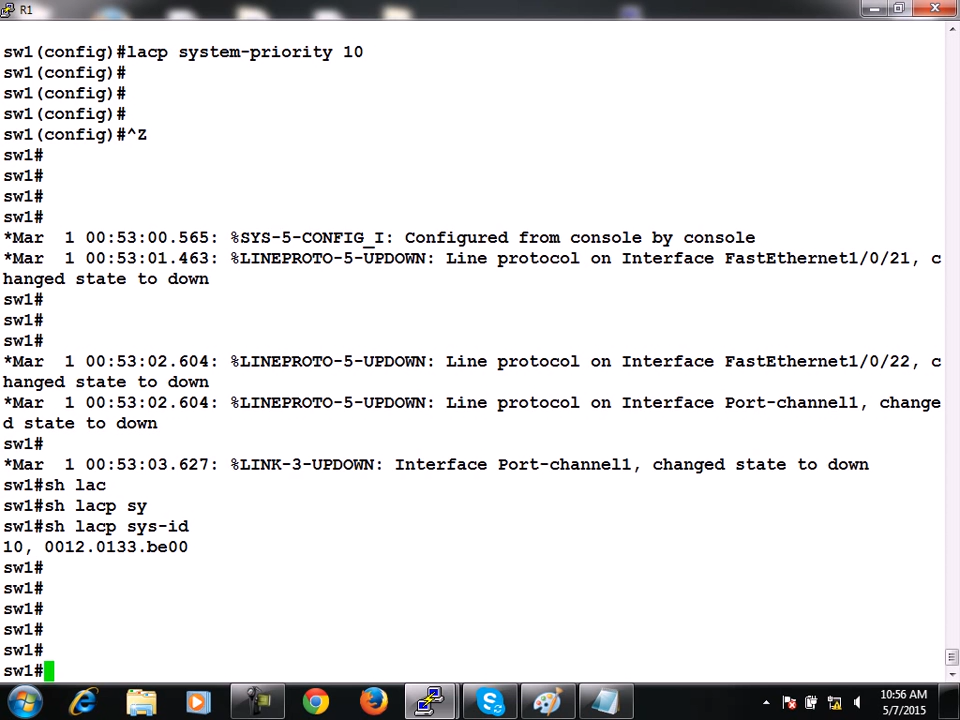 R1
sw1(config)#lacp system-priority 10
sw1(config)#
sw1(config)#
sw1(config)#
sw1(config)#^Z
sw1#
sw1#
sw1#
sw1#
*Mar  1 00:53:00.565: %SYS-5-CONFIG_I: Configured from console by console
*Mar  1 00:53:01.463: %LINEPROTO-5-UPDOWN: Line protocol on Interface FastEthernet1/0/21, c
hanged state to down
sw1#
sw1#
sw1#
*Mar  1 00:53:02.604: %LINEPROTO-5-UPDOWN: Line protocol on Interface FastEthernet1/0/22, c
hanged state to down
*Mar  1 00:53:02.604: %LINEPROTO-5-UPDOWN: Line protocol on Interface Port-channel1, change
d state to down
sw1#
*Mar  1 00:53:03.627: %LINK-3-UPDOWN: Interface Port-channel1, changed state to down
sw1#sh lac
sw1#sh lacp sy
sw1#sh lacp sys-id
10, 0012.0133.be00
sw1#
sw1#
sw1#
sw1#
sw1#
sw1#
10:56 AM
5/7/2015